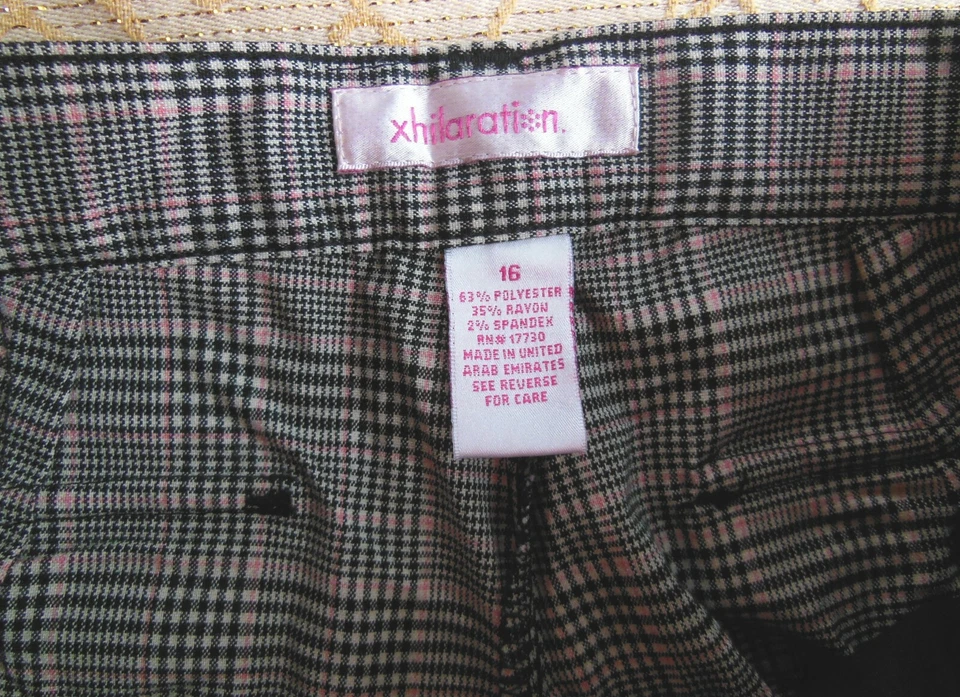 xhilaration.
16
63% POLYESTER
35% RAYON
2% SPANDEX
RN# 17730
MADE IN UNITED
ARAB EMIRATES
SEE REVERSE
FOR CARE